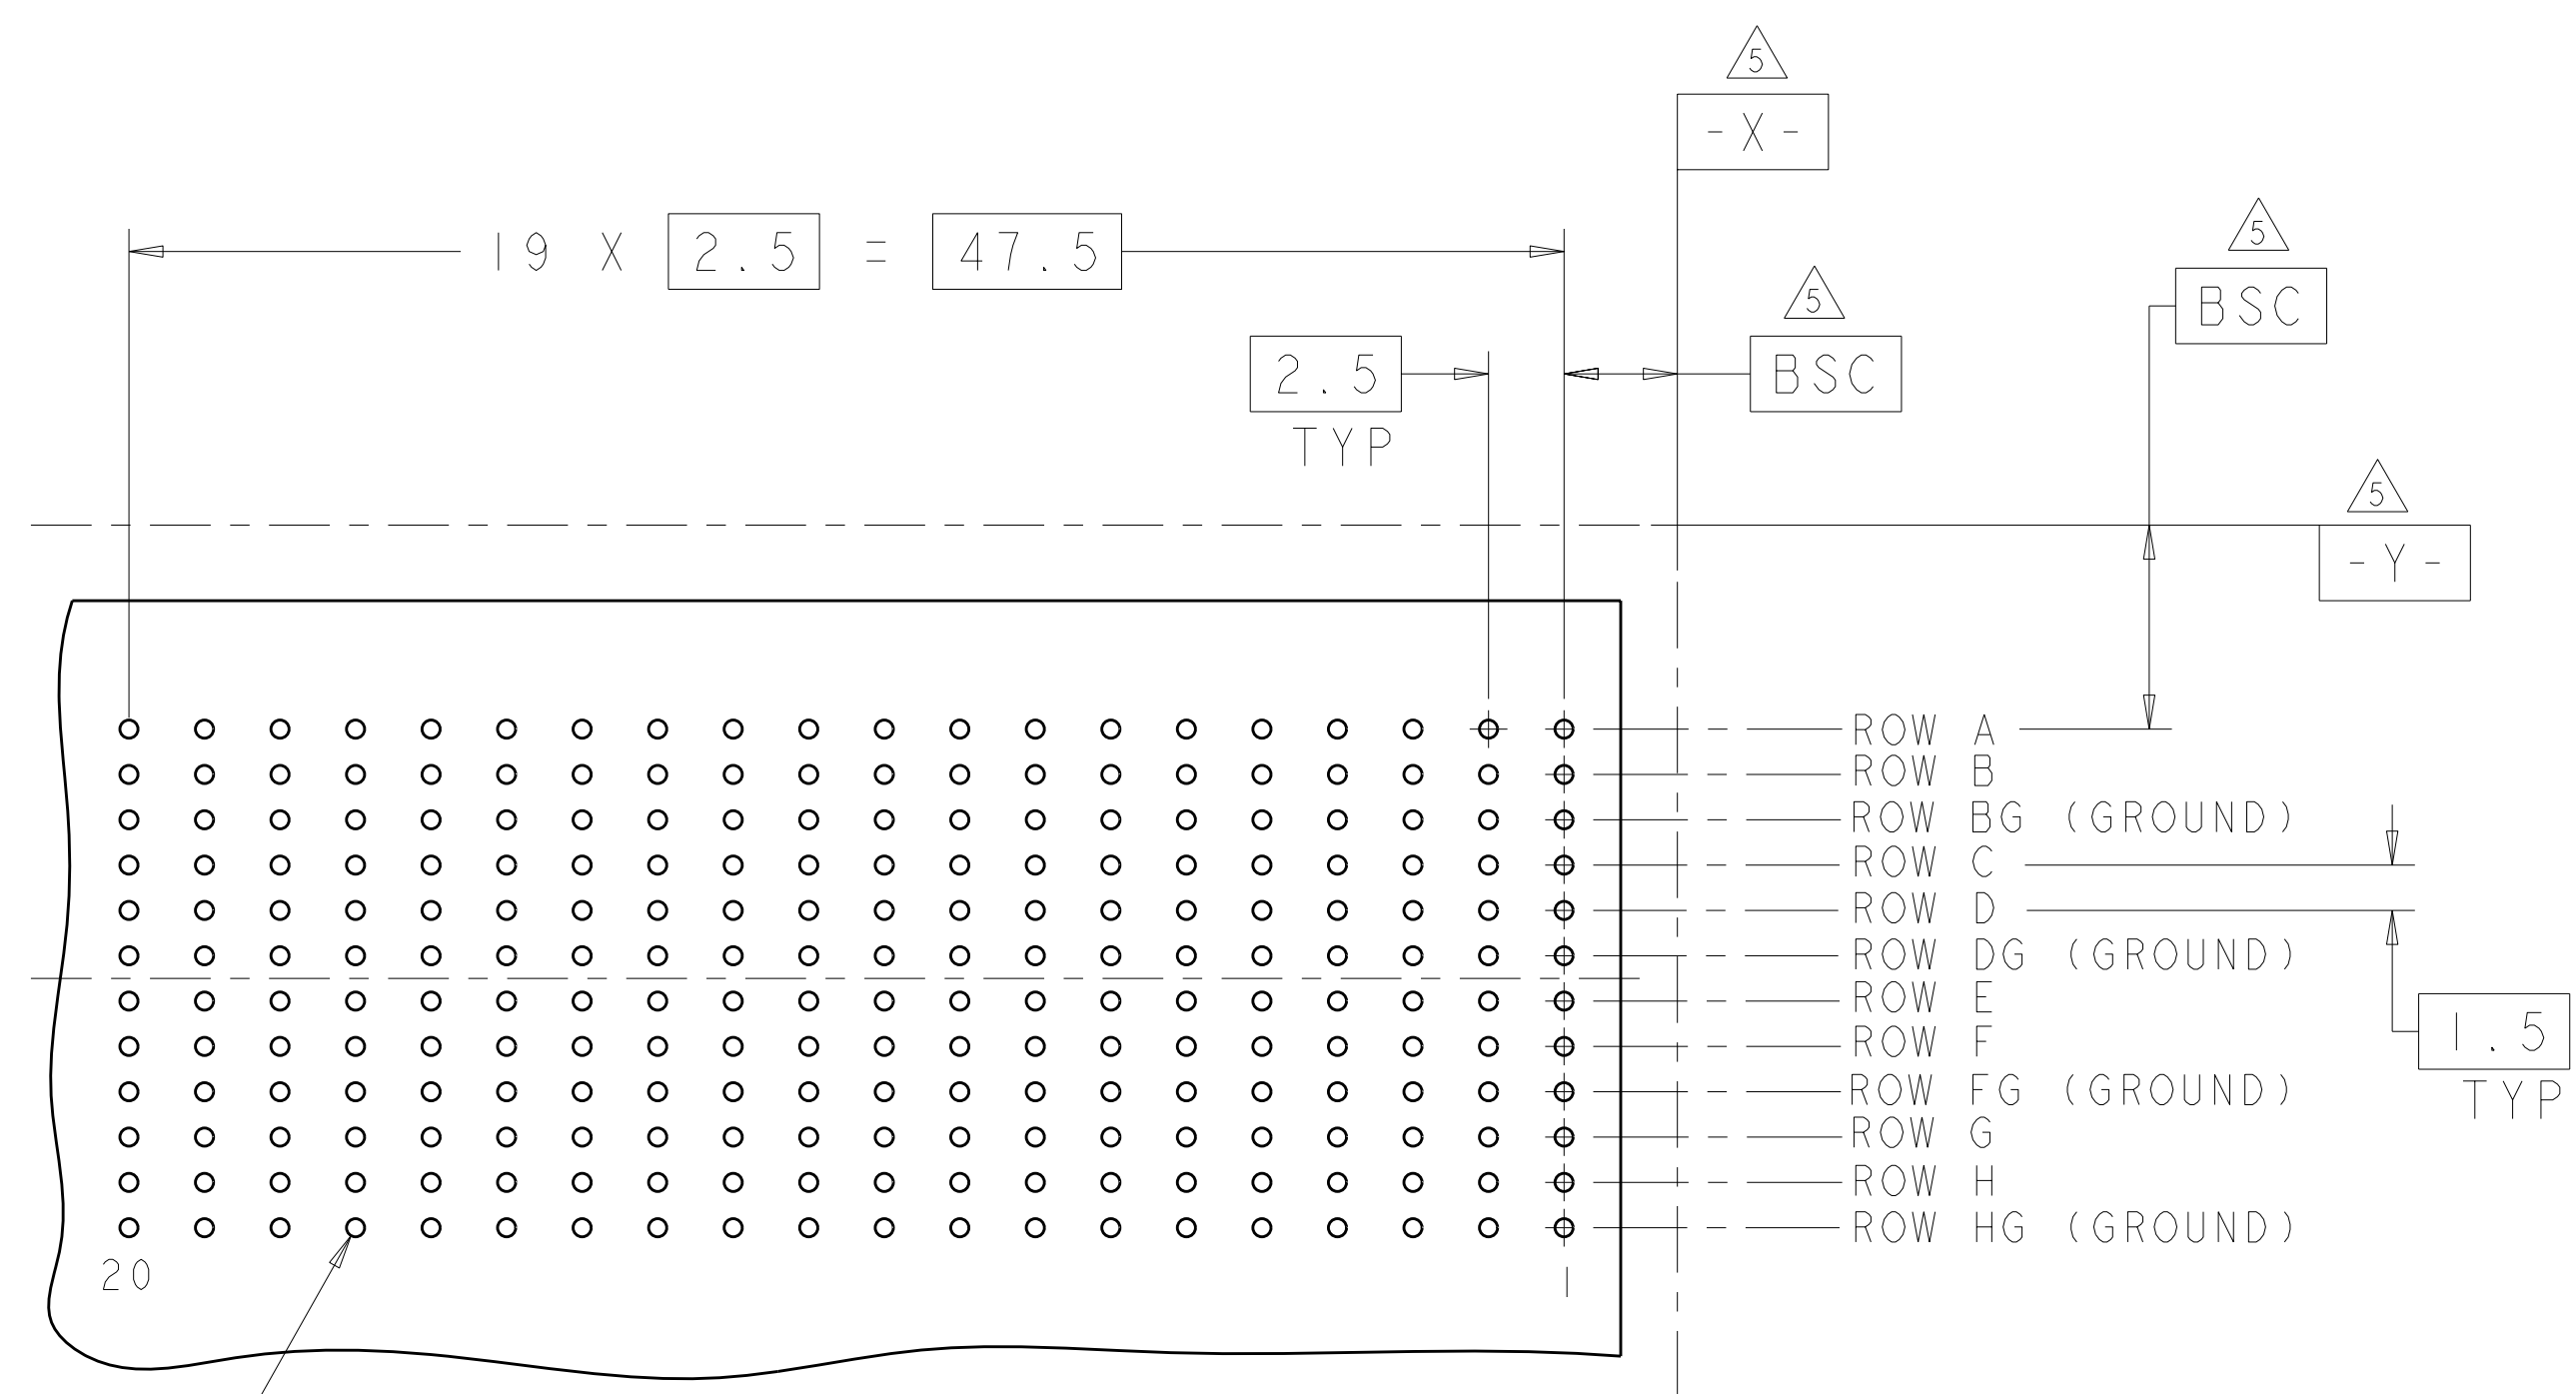 5
-X-
19 X 2.5 = 47.5
5
BSC
5
BSC
2.5
TYP
5
-Y-
ROW A
ROW B
ROW BG (GROUND)
ROW C
ROW D
ROW DG (GROUND)
ROW E
ROW F
1.5
TYP
ROW FG (GROUND)
ROW G
ROW H
ROW HG (GROUND)
20
1